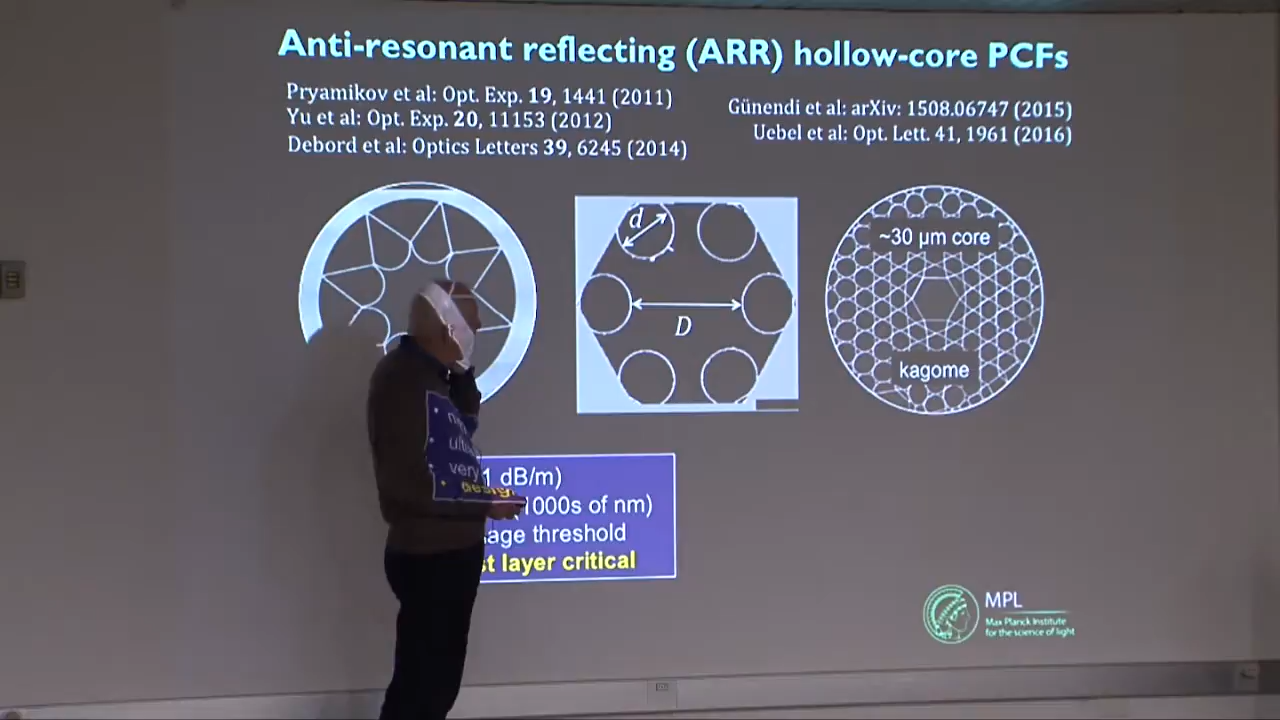 Anti-resonant reflecting (ARR) hollow-core PCFs
Pryamikov et al: Opt. Exp. 19, 1441 (2011)
Yu et al: Opt. Exp. 20, 11153 (2012)
Debord et al: Optics Letters 39, 6245 (2014)
Günendi et al: arXiv: 1508.06747 (2015)
Uebel et al: Opt. Lett. 41, 1961 (2016)
d
D
~30 µm core
kagome
1 dB/m)
very 1000s of nm)
threshold
layer critical
MPL
Max Planck Institute
for the science of light